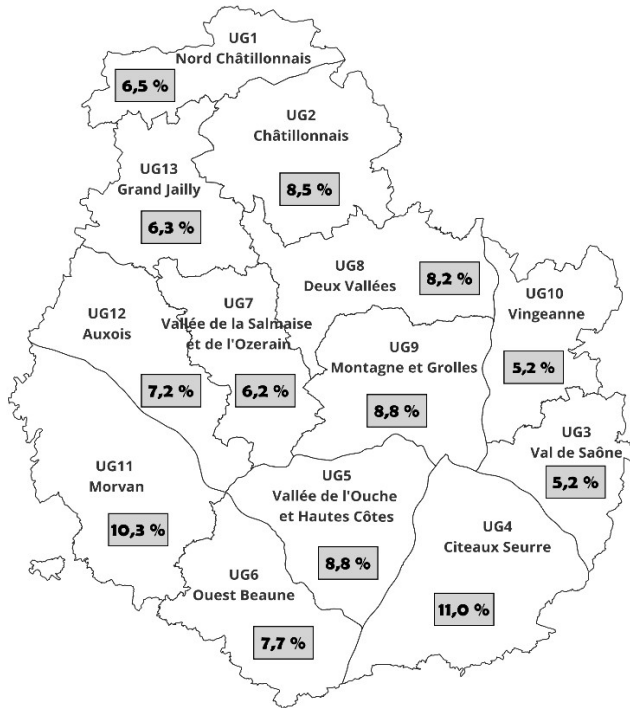 UG1
Nord Châtillonnais
6,5 %
UG2
Châtillonnais
8,5 %
UG13
Grand Jailly
6,3 %
UG8
Deux Vallées
8,2 %
UG10
Vingeanne
5,2 %
UG12
Auxois
7,2 %
UG7
Vallée de la Salmaise
et de l'Ozerain
6,2 %
UG9
Montagne et Grolles
8,8 %
UG3
Val de Saône
5,2 %
UG11
Morvan
10,3 %
UG5
Vallée de l'Ouche
et Hautes Côtes
8,8 %
UG4
Citeaux Seurre
11,0 %
UG6
Ouest Beaune
7,7 %